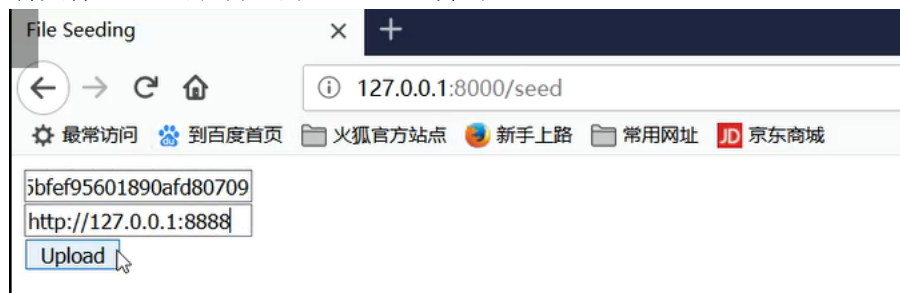 File Seeding
127.0.0.1:8000/seed
最常访问 到百度首页 火狐官方站点 新手上路 常用网址 JD 京东商城
5bfef95601890afd80709
http://127.0.0.1:8888
Upload